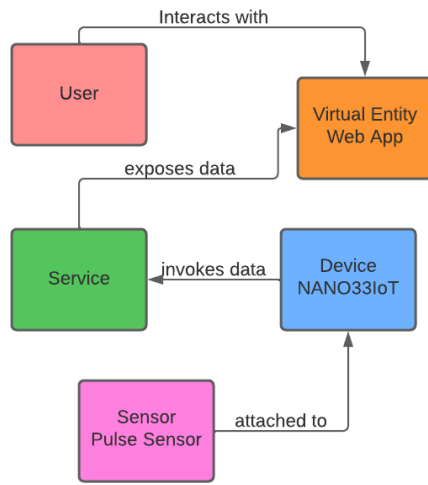 Interacts with
User
Virtual Entity
Web App
exposes data
Service
invokes data
Device
NANO33IoT
Sensor
Pulse Sensor
attached to